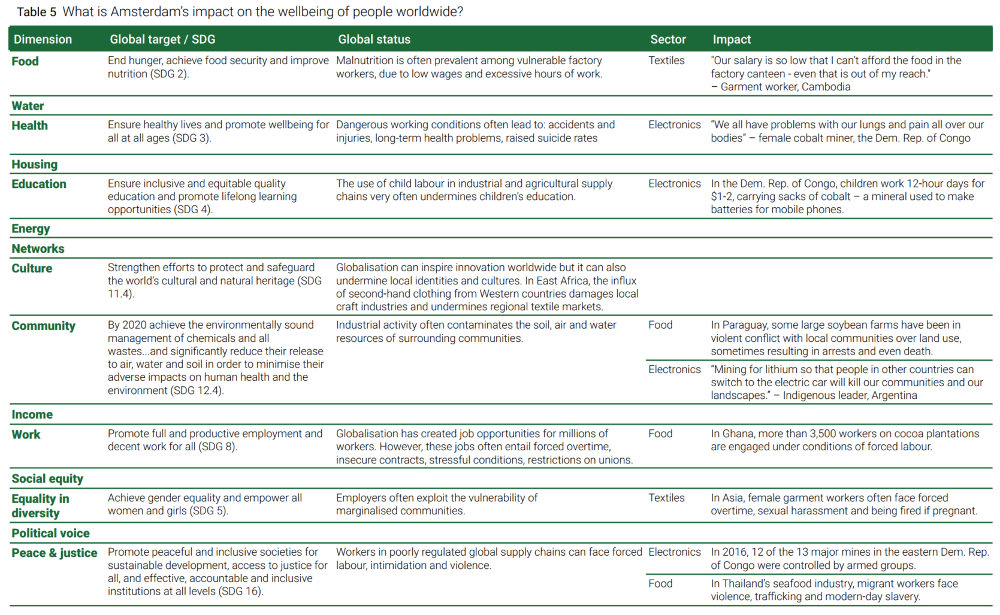 Table 5 What is Amsterdam's impact on the wellbeing of people worldwide?
Dimension Global target / SDG Global status Sector Impact
Food End hunger, achieve food security and improve Malnutrition is often prevalent among vulnerable factory Textiles "Our salary is so low that I can't afford the food in the
nutrition (SDG 2). workers, due to low wages and excessive hours of work. factory canteen - even that is out of my reach."
– Garment worker, Cambodia
Water
Health Ensure healthy lives and promote wellbeing for Dangerous working conditions often lead to: accidents and Electronics “We all have problems with our lungs and pain all over our
all at all ages (SDG 3). injuries, long-term health problems, raised suicide rates bodies” – female cobalt miner, the Dem. Rep. of Congo
Housing
Education Ensure inclusive and equitable quality The use of child labour in industrial and agricultural supply Electronics In the Dem. Rep. of Congo, children work 12-hour days for
education and promote lifelong learning chains very often undermines children's education. $1-2, carrying sacks of cobalt – a mineral used to make
opportunities (SDG 4). batteries for mobile phones.
Energy
Networks
Culture Strengthen efforts to protect and safeguard Globalisation can inspire innovation worldwide but it can also
the world's cultural and natural heritage (SDG undermine local identities and cultures. In East Africa, the influx
11.4). of second-hand clothing from Western countries damages local
craft industries and undermines regional textile markets.
Community By 2020 achieve the environmentally sound Industrial activity often contaminates the soil, air and water Food In Paraguay, some large soybean farms have been in
management of chemicals and all resources of surrounding communities. violent conflict with local communities over land use,
wastes...and significantly reduce their release sometimes resulting in arrests and even death.
to air, water and soil in order to minimise their Electronics “Mining for lithium so that people in other countries can
adverse impacts on human health and the switch to the electric car will kill our communities and our
environment (SDG 12.4). landscapes.” – Indigenous leader, Argentina
Income
Work Promote full and productive employment and Globalisation has created job opportunities for millions of Food In Ghana, more than 3,500 workers on cocoa plantations
decent work for all (SDG 8). workers. However, these jobs often entail forced overtime, are engaged under conditions of forced labour.
insecure contracts, stressful conditions, restrictions on unions.
Social equity
Equality in Achieve gender equality and empower all Employers often exploit the vulnerability of Textiles In Asia, female garment workers often face forced
diversity women and girls (SDG 5). marginalised communities. overtime, sexual harassment and being fired if pregnant.
Political voice
Peace & justice Promote peaceful and inclusive societies for Workers in poorly regulated global supply chains can face forced Electronics In 2016, 12 of the 13 major mines in the eastern Dem. Rep.
sustainable development, access to justice for labour, intimidation and violence. of Congo were controlled by armed groups.
all, and effective, accountable and inclusive Food In Thailand's seafood industry, migrant workers face
institutions at all levels (SDG 16). violence, trafficking and modern-day slavery.